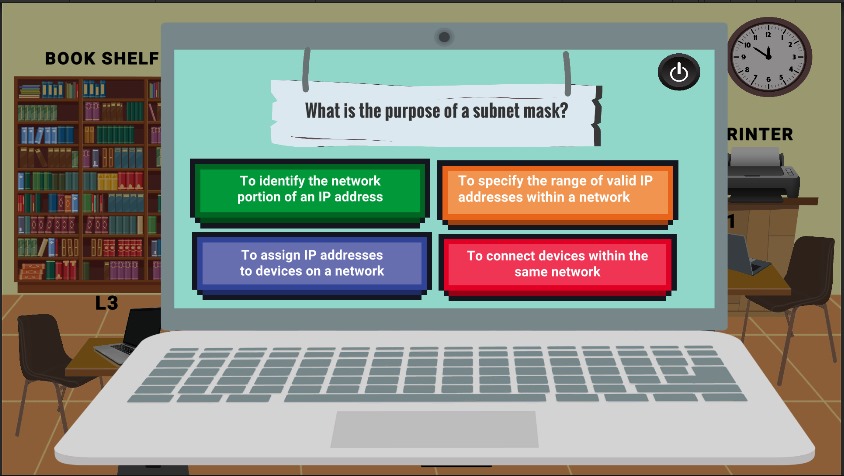 BOOK SHELF
What is the purpose of a subnet mask?
RINTER
To identify the network
portion of an IP address
To specify the range of valid IP
addresses within a network
1
To assign IP addresses
to devices on a network
To connect devices within the
same network
L3